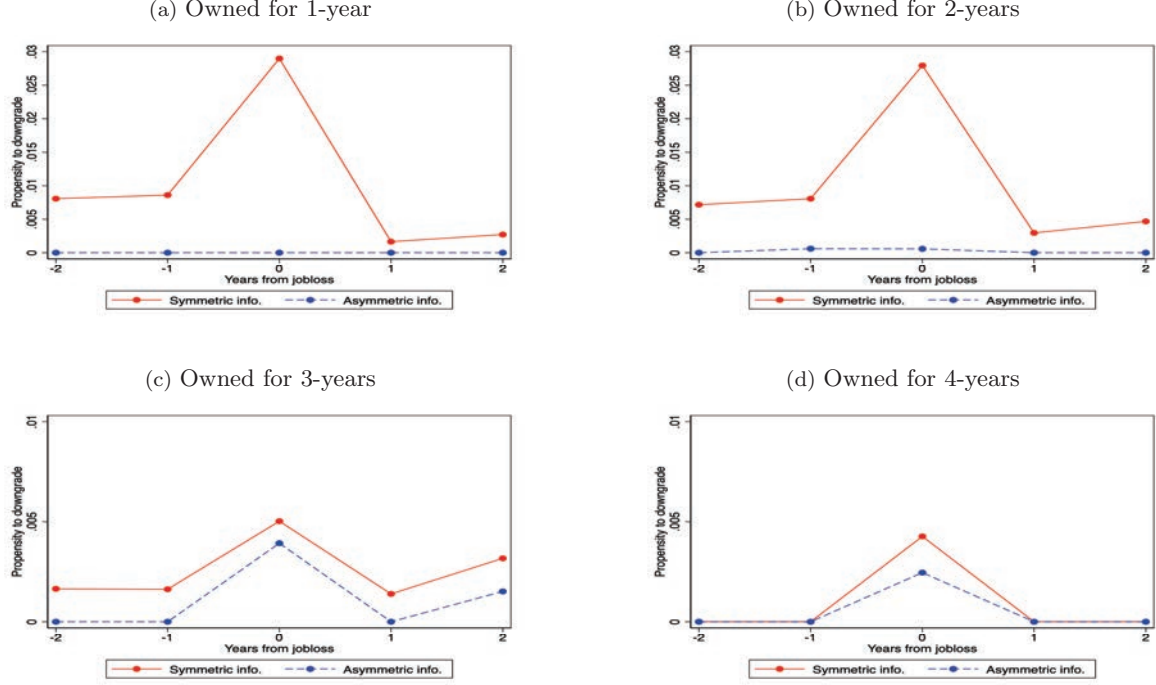 (a) Owned for 1-year
Propensity to downgrade
0 .005 .01 .015 .02 .025 .03
-2 -1 0 1 2
Years from jobloss
Symmetric info. Asymmetric info.
(b) Owned for 2-years
Propensity to downgrade
0 .005 .01 .015 .02 .025 .03
-2 -1 0 1 2
Years from jobloss
Symmetric info. Asymmetric info.
(c) Owned for 3-years
Propensity to downgrade
0 .005 .01
-2 -1 0 1 2
Years from jobloss
Symmetric info. Asymmetric info.
(d) Owned for 4-years
Propensity to downgrade
0 .005 .01
-2 -1 0 1 2
Years from jobloss
Symmetric info. Asymmetric info.